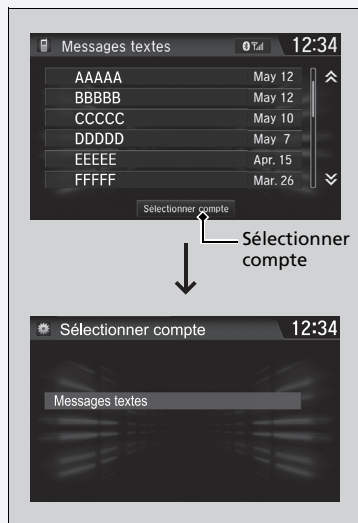 Messages textes 12:34
AAAAA May 12
BBBBB May 12
CCCCC May 10
DDDDD May 7
EEEEE Apr. 15
FFFFF Mar. 26
Sélectionner compte
Sélectionner
compte
Sélectionner compte 12:34
Messages textes